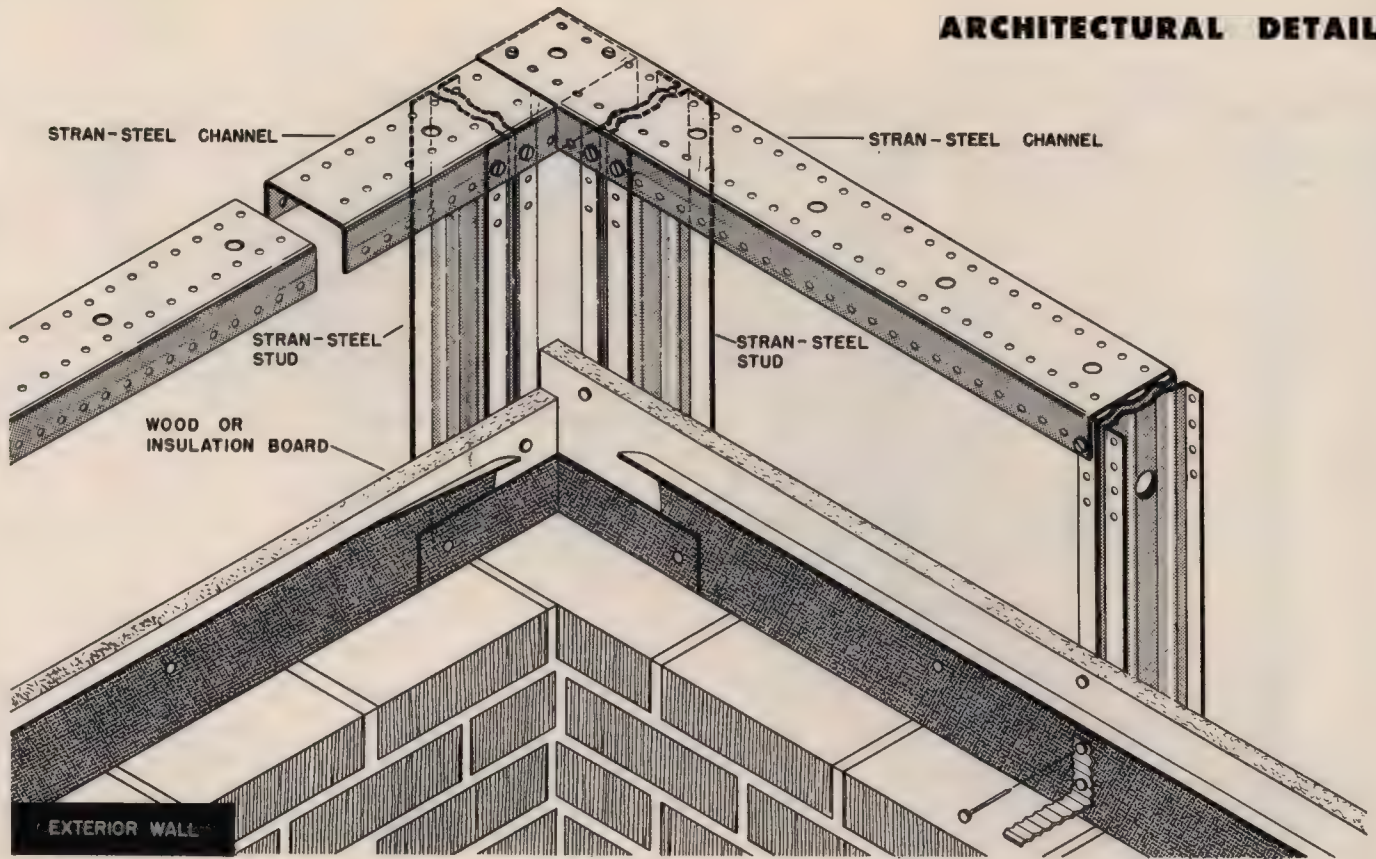 ARCHITECTURAL DETAIL
STRAN-STEEL CHANNEL
STRAN-STEEL CHANNEL
STRAN-STEEL
STUD
STRAN-STEEL
STUD
WOOD OR
INSULATION BOARD
EXTERIOR WALL